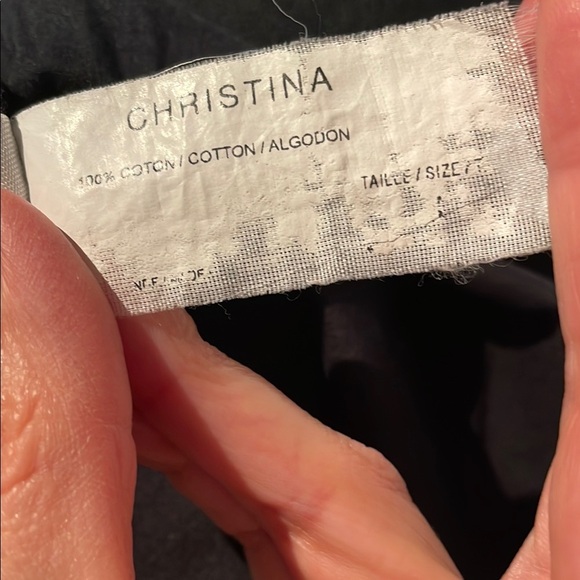 CHRISTINA
100% COTON / COTTON / ALGODON
TAILLE / SIZE / T